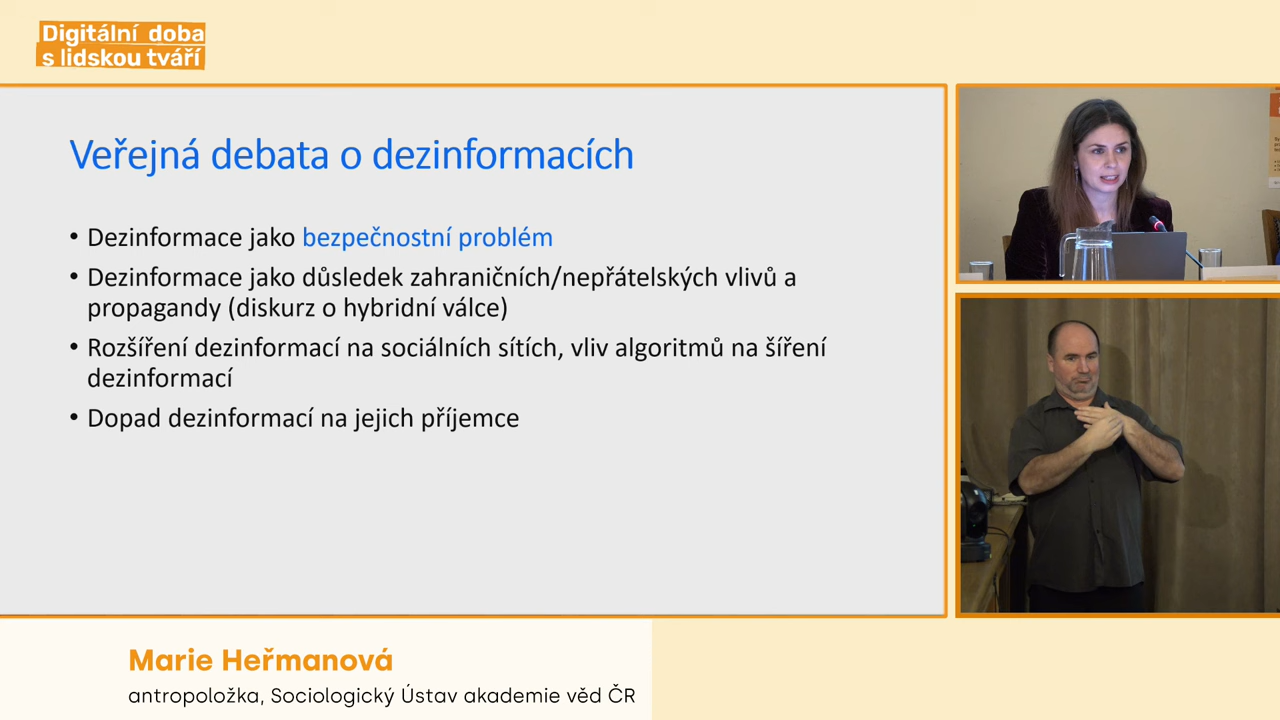 Digitální doba
s lidskou tváří
Veřejná debata o dezinformacích
• Dezinformace jako bezpečnostní problém
• Dezinformace jako důsledek zahraničních/nepřátelských vlivů a
propagandy (diskurz o hybridní válce)
• Rozšíření dezinformací na sociálních sítích, vliv algoritmů na šíření
dezinformací
• Dopad dezinformací na jejich příjemce
Marie Heřmanová
antropoložka, Sociologický Ústav akademie věd ČR